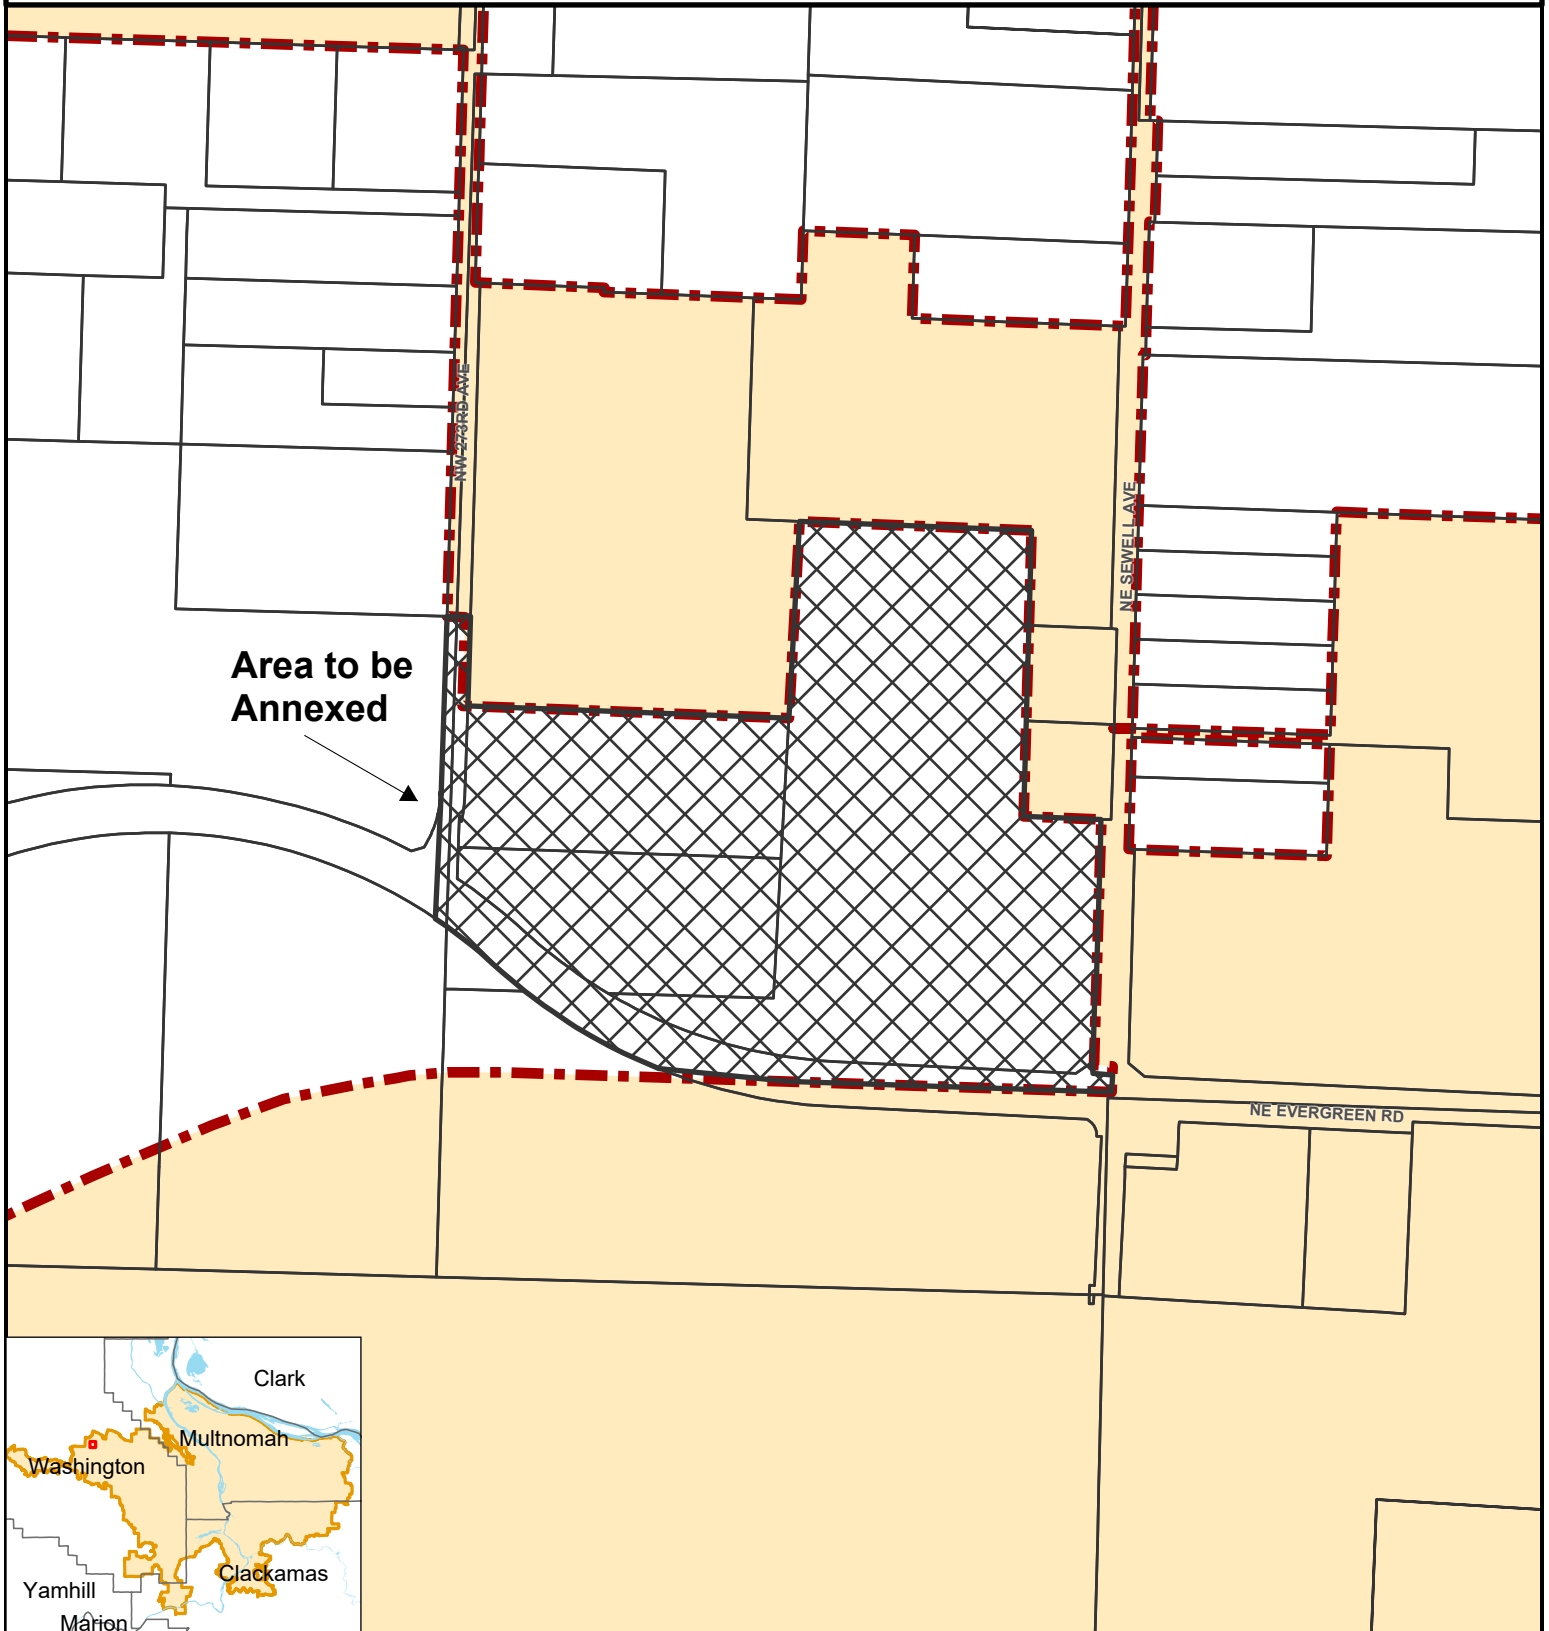 NW 273RD AVE
NE SEWELL AVE
Area to be
Annexed
NE EVERGREEN RD
Clark
Multnomah
Washington
Clackamas
Yamhill
Marion